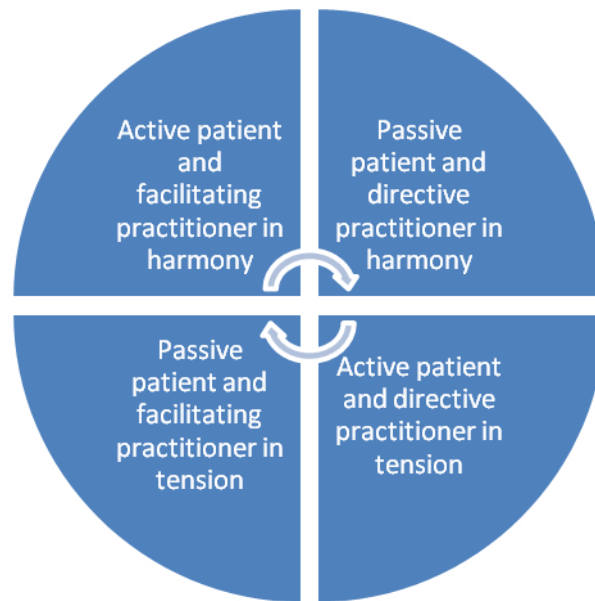 Active patient
and
facilitating
practitioner in
harmony
Passive
patient and
directive
practitioner in
harmony
Passive
patient and
facilitating
practitioner in
tension
Active patient
and directive
practitioner in
tension